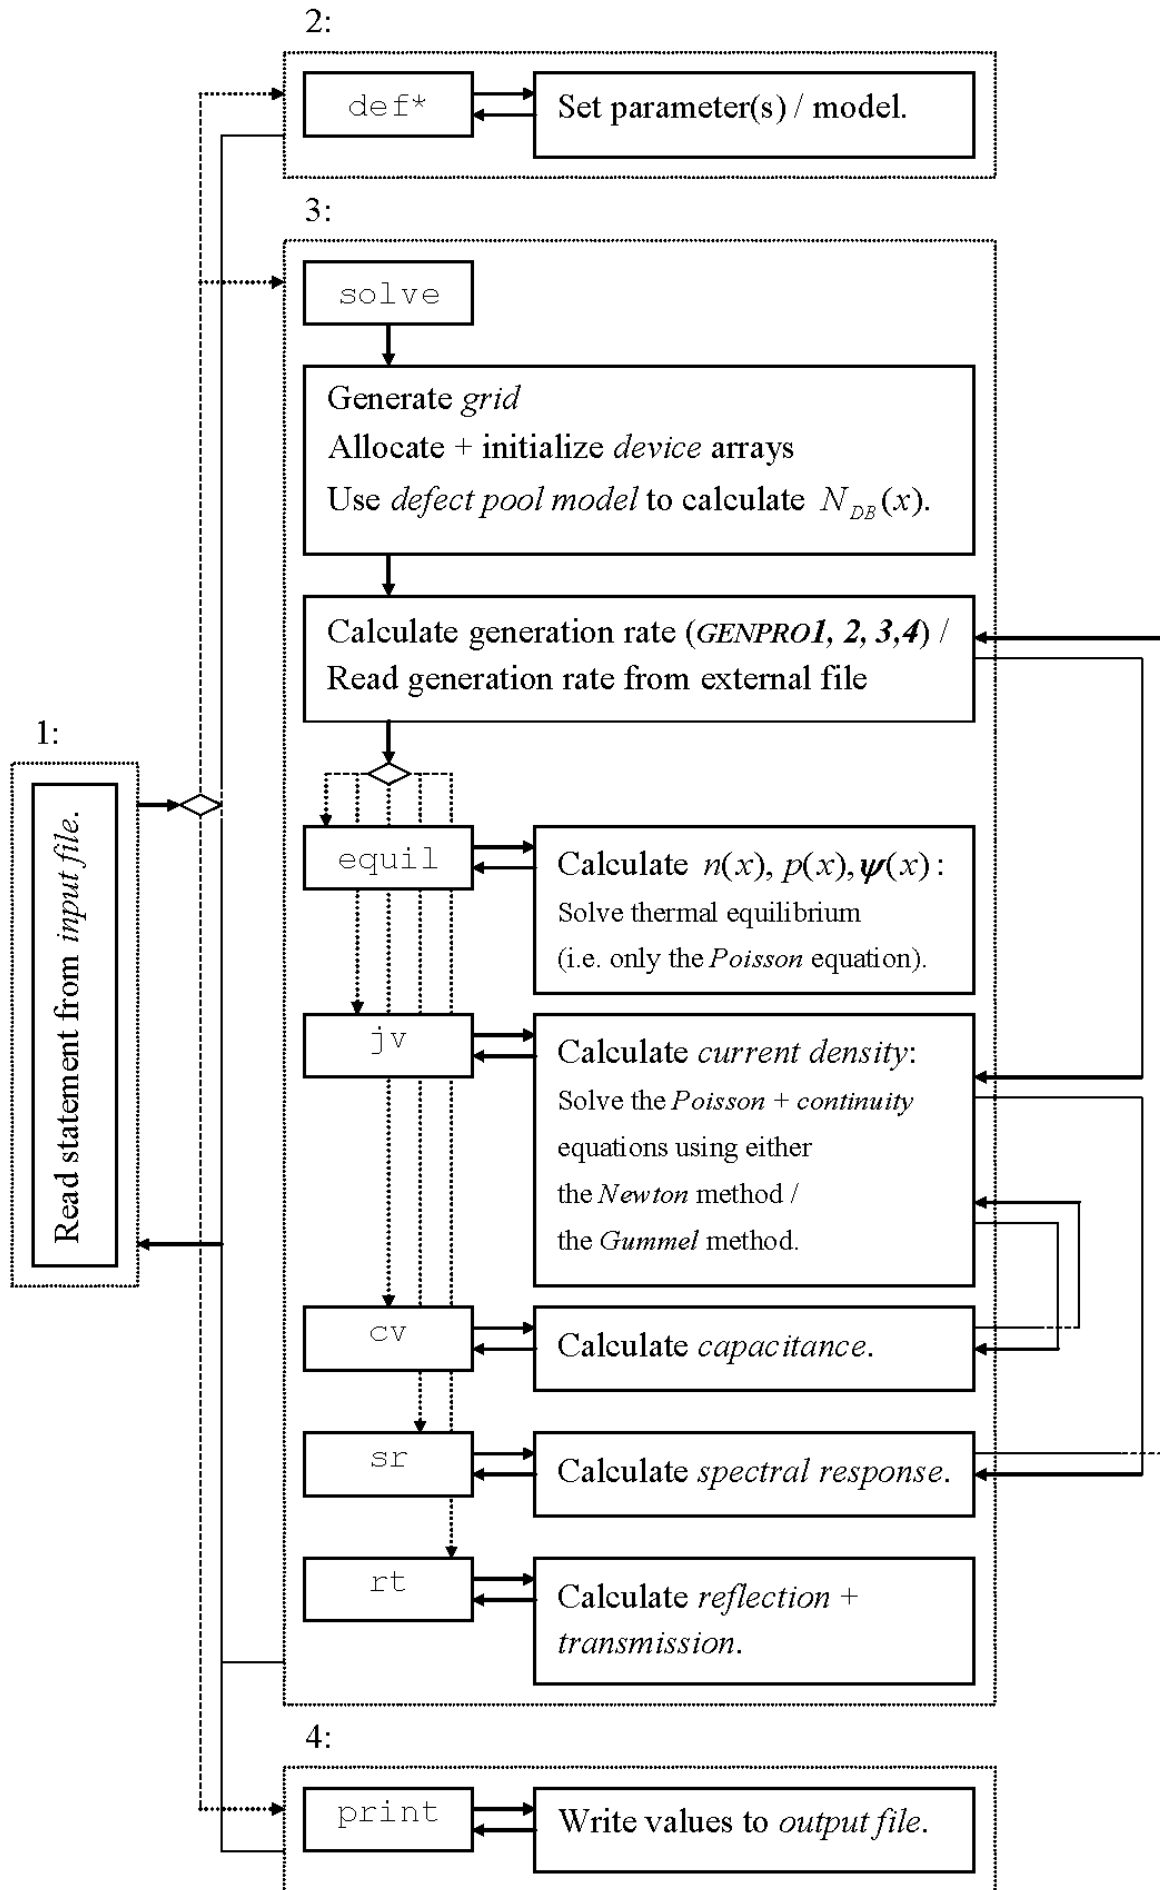 2:
def*
Set parameter(s) / model.
3:
solve
Generate grid
Allocate + initialize device arrays
Use defect pool model to calculate N_DB(x).
Calculate generation rate (GENPRO1, 2, 3,4) /
Read generation rate from external file
1:
Read statement from input file.
equil
Calculate n(x), p(x), ψ(x) :
Solve thermal equilibrium
(i.e. only the Poisson equation).
jv
Calculate current density:
Solve the Poisson + continuity
equations using either
the Newton method /
the Gummel method.
cv
Calculate capacitance.
sr
Calculate spectral response.
rt
Calculate reflection +
transmission.
4:
print
Write values to output file.